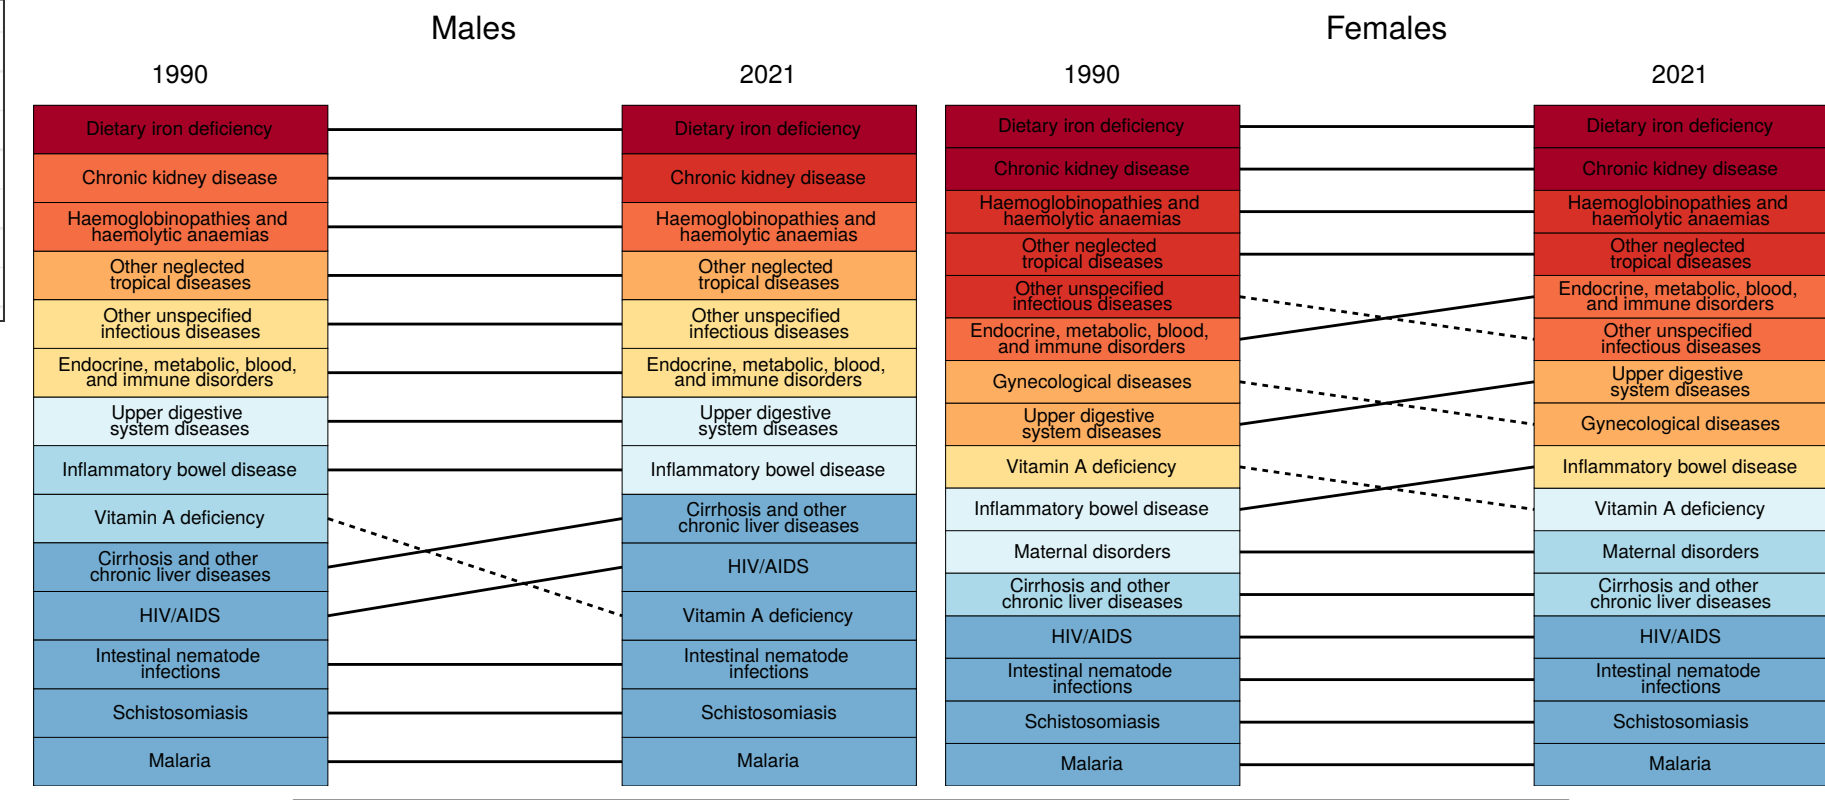 Males
Females
1990
2021
1990
2021
Dietary iron deficiency
Chronic kidney disease
Haemoglobinopathies and
haemolytic anaemias
Other neglected
tropical diseases
Other unspecified
infectious diseases
Endocrine, metabolic, blood,
and immune disorders
Upper digestive
system diseases
Inflammatory bowel disease
Vitamin A deficiency
Cirrhosis and other
chronic liver diseases
HIV/AIDS
Intestinal nematode
infections
Schistosomiasis
Malaria
Dietary iron deficiency
Chronic kidney disease
Haemoglobinopathies and
haemolytic anaemias
Other neglected
tropical diseases
Other unspecified
infectious diseases
Endocrine, metabolic, blood,
and immune disorders
Upper digestive
system diseases
Inflammatory bowel disease
Cirrhosis and other
chronic liver diseases
HIV/AIDS
Vitamin A deficiency
Intestinal nematode
infections
Schistosomiasis
Malaria
Dietary iron deficiency
Chronic kidney disease
Haemoglobinopathies and
haemolytic anaemias
Other neglected
tropical diseases
Other unspecified
infectious diseases
Endocrine, metabolic, blood,
and immune disorders
Gynecological diseases
Upper digestive
system diseases
Vitamin A deficiency
Inflammatory bowel disease
Maternal disorders
Cirrhosis and other
chronic liver diseases
HIV/AIDS
Intestinal nematode
infections
Schistosomiasis
Malaria
Dietary iron deficiency
Chronic kidney disease
Haemoglobinopathies and
haemolytic anaemias
Other neglected
tropical diseases
Endocrine, metabolic, blood,
and immune disorders
Other unspecified
infectious diseases
Upper digestive
system diseases
Gynecological diseases
Inflammatory bowel disease
Vitamin A deficiency
Maternal disorders
Cirrhosis and other
chronic liver diseases
HIV/AIDS
Intestinal nematode
infections
Schistosomiasis
Malaria